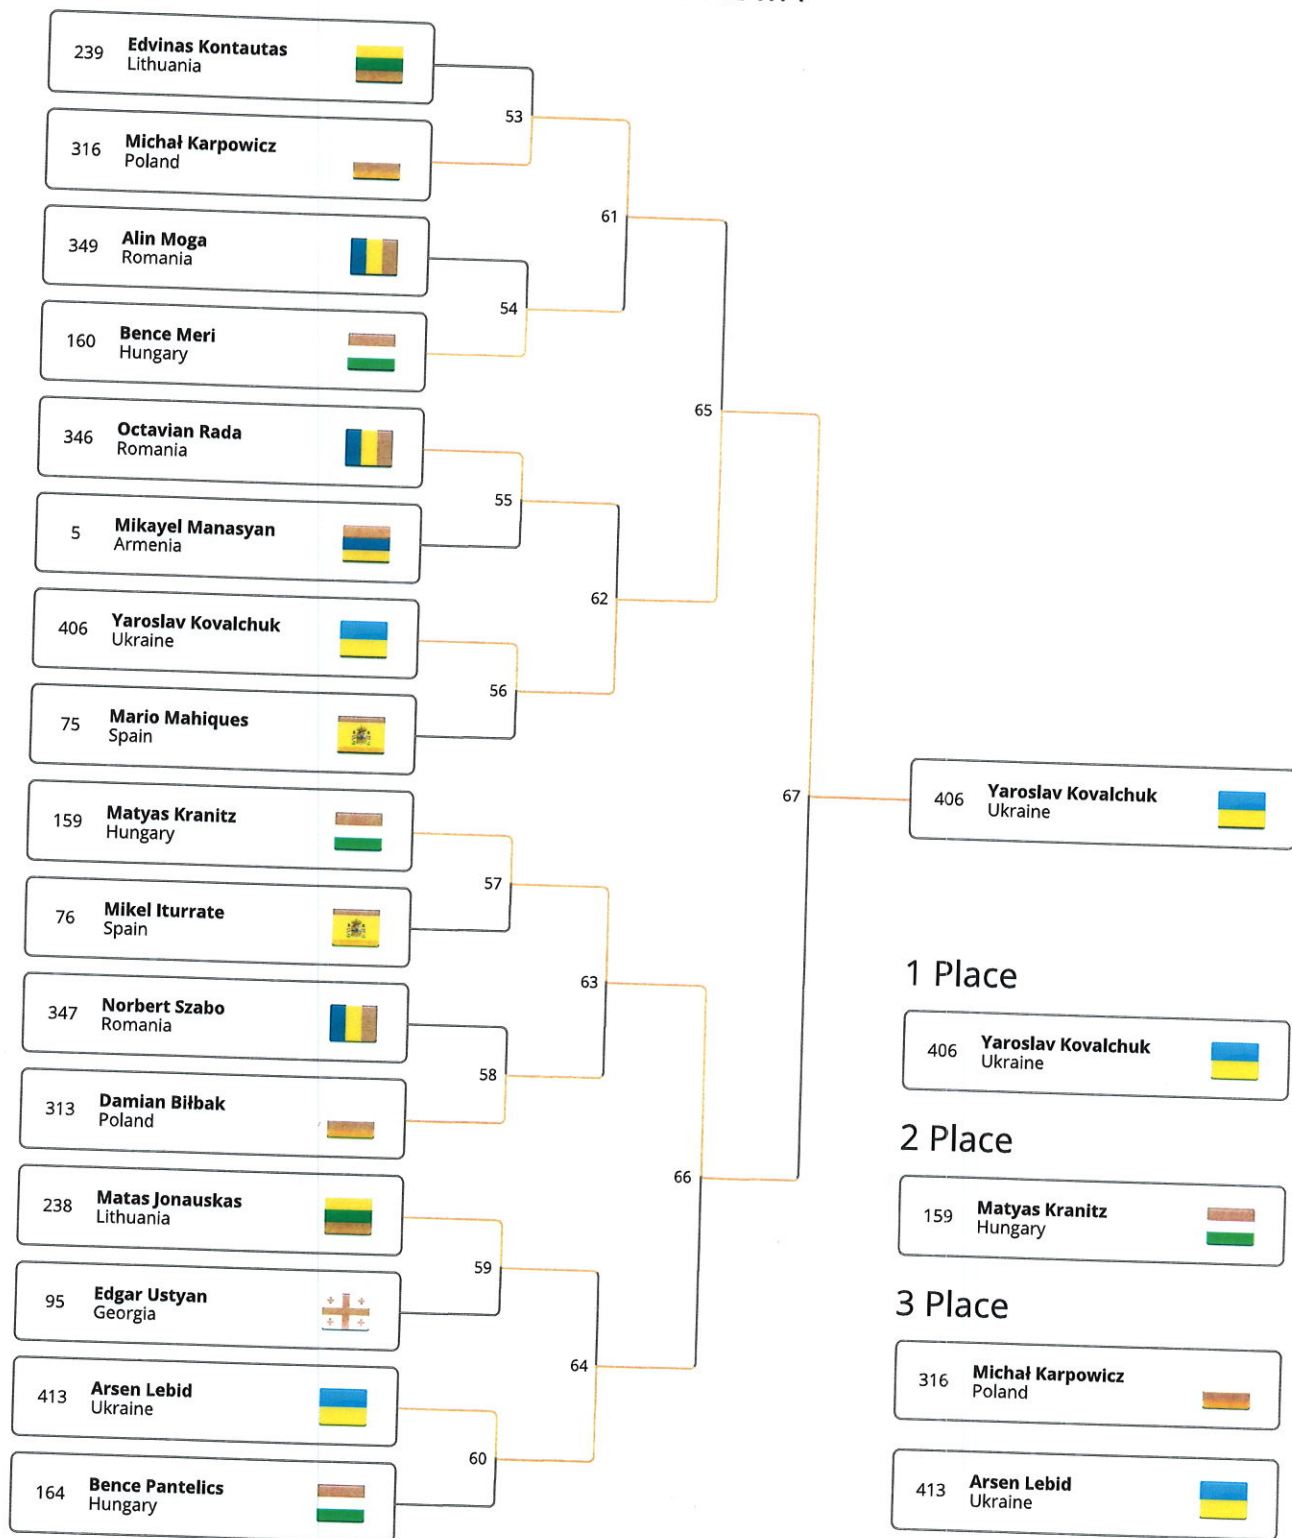 239 Edvinas Kontautas
Lithuania
53
316 Michał Karpowicz
Poland
61
349 Alin Moga
Romania
54
160 Bence Meri
Hungary
65
346 Octavian Rada
Romania
55
5 Mikayel Manasyan
Armenia
62
406 Yaroslav Kovalchuk
Ukraine
56
75 Mario Mahiques
Spain
67
406 Yaroslav Kovalchuk
Ukraine
159 Matyas Kranitz
Hungary
57
76 Mikel Iturrate
Spain
63
347 Norbert Szabo
Romania
58
313 Damian Biłbak
Poland
66
238 Matas Jonauskas
Lithuania
59
95 Edgar Ustyan
Georgia
64
413 Arsen Lebid
Ukraine
60
164 Bence Pantelics
Hungary
1 Place
406 Yaroslav Kovalchuk
Ukraine
2 Place
159 Matyas Kranitz
Hungary
3 Place
316 Michał Karpowicz
Poland
413 Arsen Lebid
Ukraine